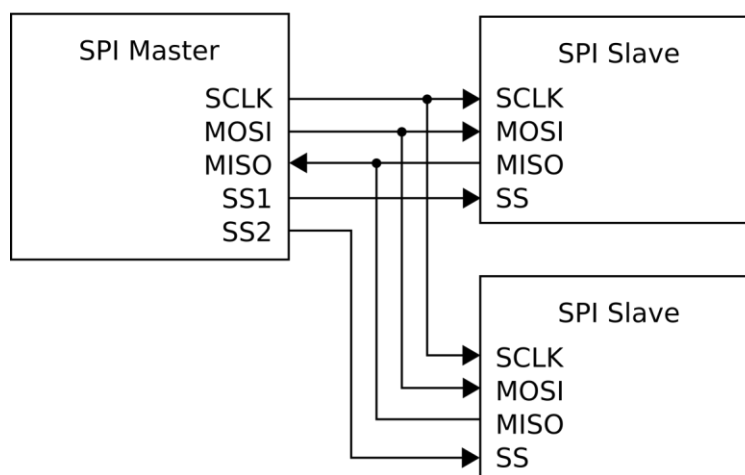 SPI Master
SCLK
MOSI
MISO
SS1
SS2
SPI Slave
SCLK
MOSI
MISO
SS
SPI Slave
SCLK
MOSI
MISO
SS